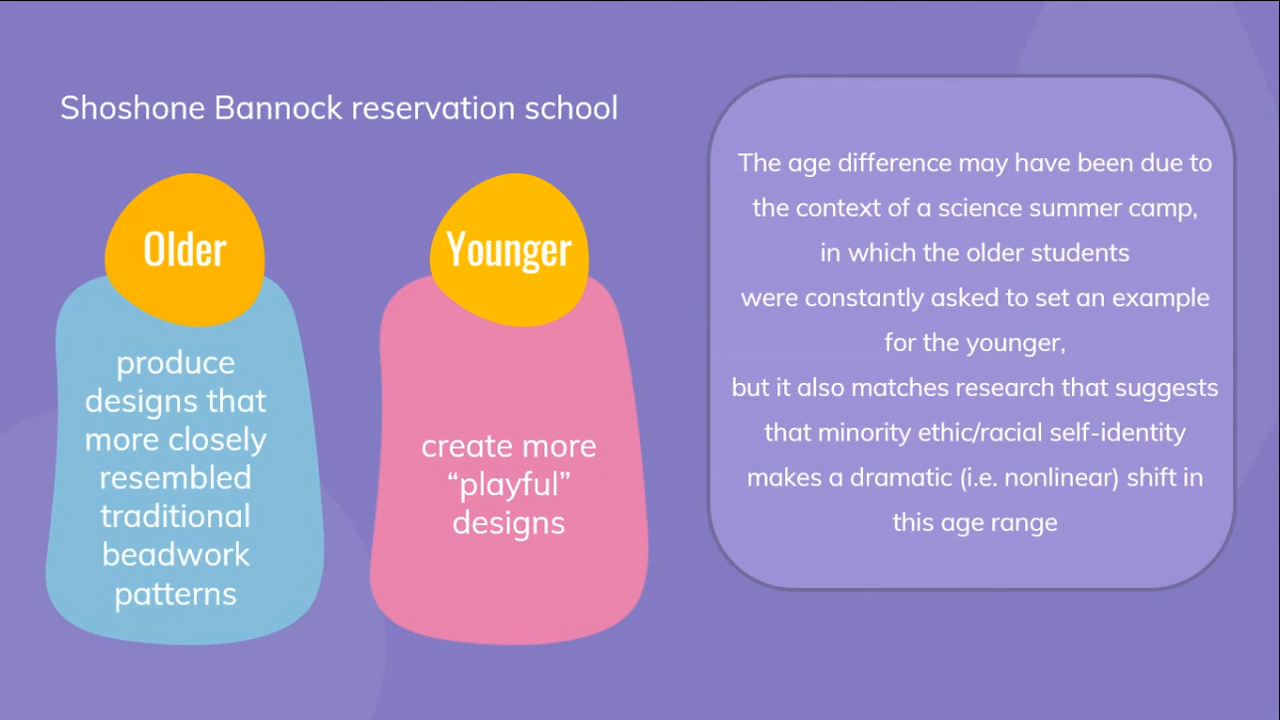 Shoshone Bannock reservation school
Older
produce
designs that
more closely
resembled
traditional
beadwork
patterns
Younger
create more
“playful”
designs
The age difference may have been due to
the context of a science summer camp,
in which the older students
were constantly asked to set an example
for the younger,
but it also matches research that suggests
that minority ethic/racial self-identity
makes a dramatic (i.e. nonlinear) shift in
this age range